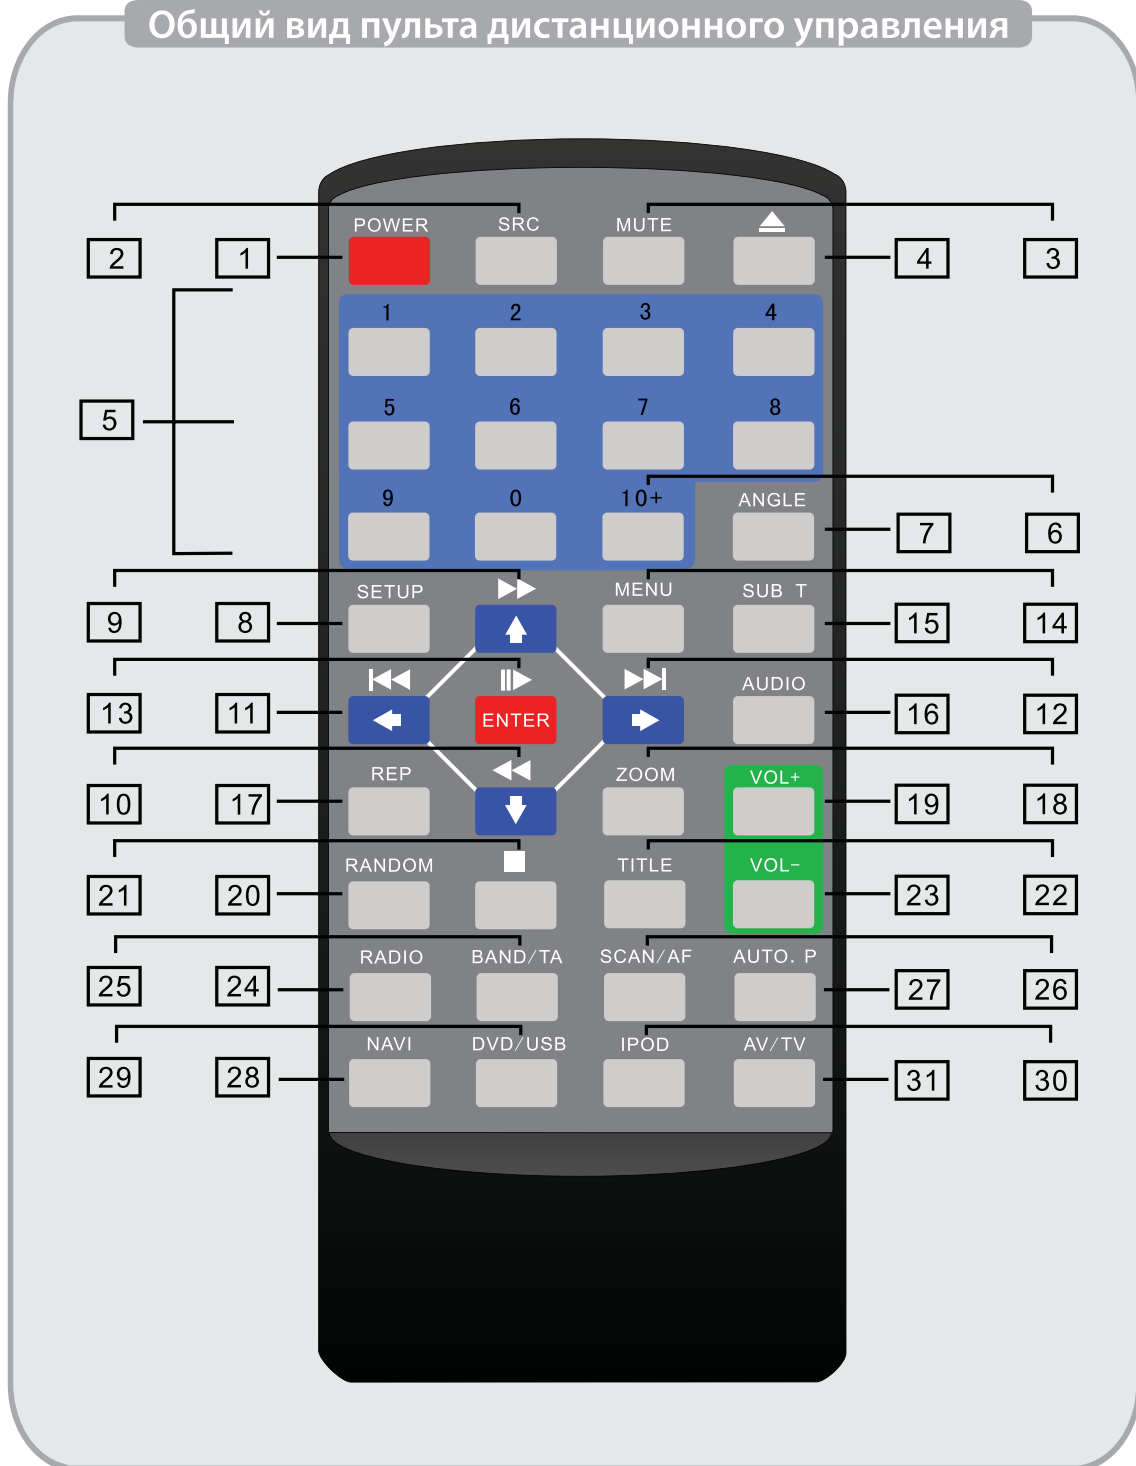 Общий вид пульта дистанционного управления
POWER SRC MUTE
2 1 4 3
1 2 3 4
5 6 7 8
5
9 0 10+ ANGLE
7 6
SETUP MENU SUB T
9 8 15 14
AUDIO
13 11 ENTER 16 12
REP ZOOM VOL+
10 17 19 18
RANDOM TITLE VOL-
21 20 23 22
RADIO BAND/TA SCAN/AF AUTO. P
25 24 27 26
NAVI DVD/USB IPOD AV/TV
29 28 31 30